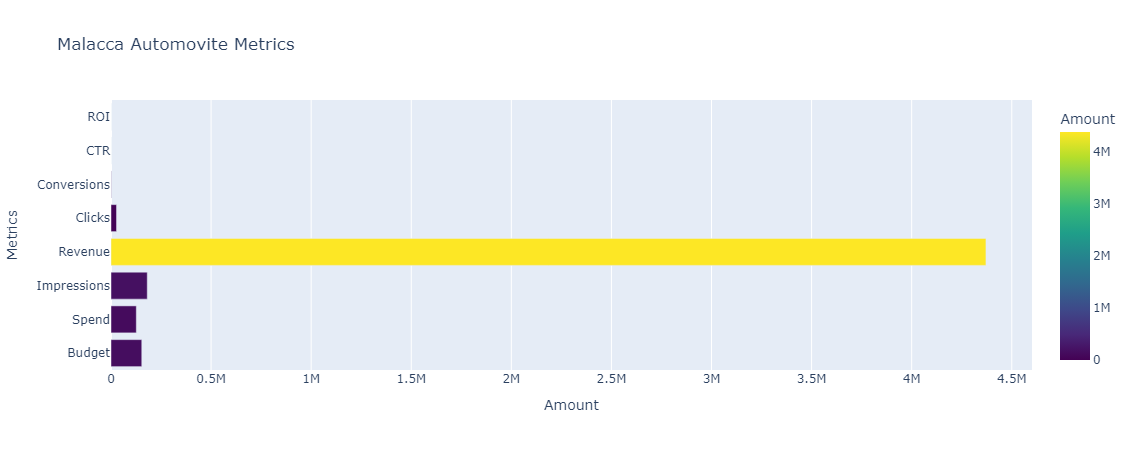 Malacca Automovite Metrics
Metrics
ROI
CTR
Conversions
Clicks
Revenue
Impressions
Spend
Budget
0 0.5M 1M 1.5M 2M 2.5M 3M 3.5M 4M 4.5M
Amount
Amount
4M
3M
2M
1M
0